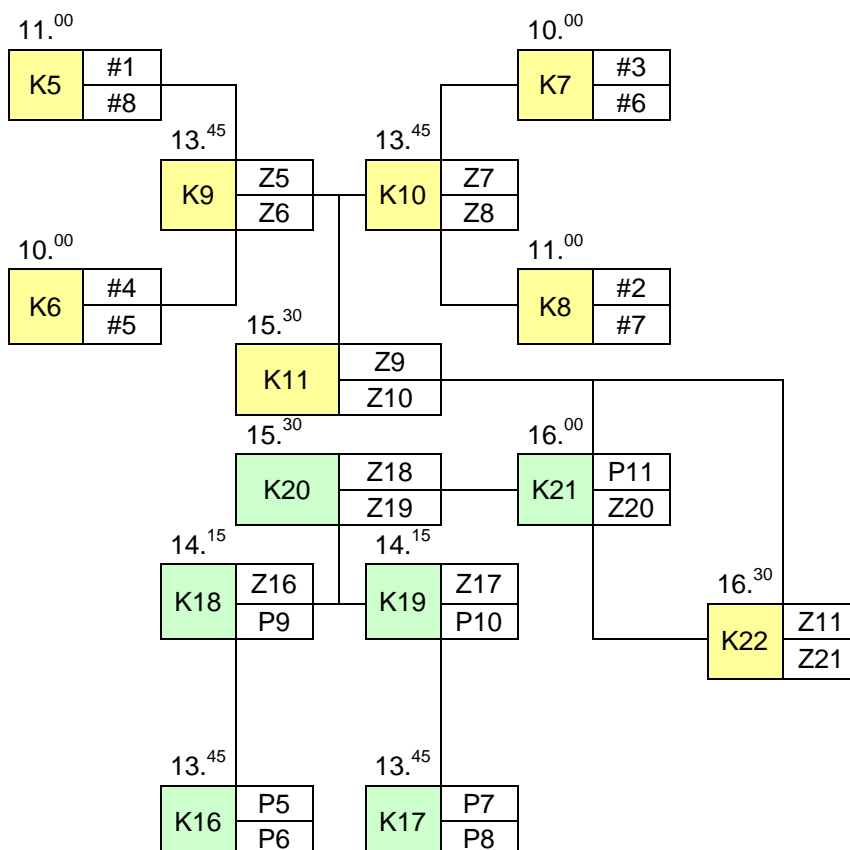 11.00 10.00
K5 #1 K7 #3
#8 #6
13.45 13.45
K9 Z5 K10 Z7
Z6 Z8
10.00 11.00
K6 #4 K8 #2
#5 #7
15.30
K11 Z9
Z10
15.30 16.00
K20 Z18 K21 P11
Z19 Z20
14.15 14.15
K18 Z16 K19 Z17
P9 P10
16.30
K22 Z11
Z21
13.45 13.45
K16 P5 K17 P7
P6 P8